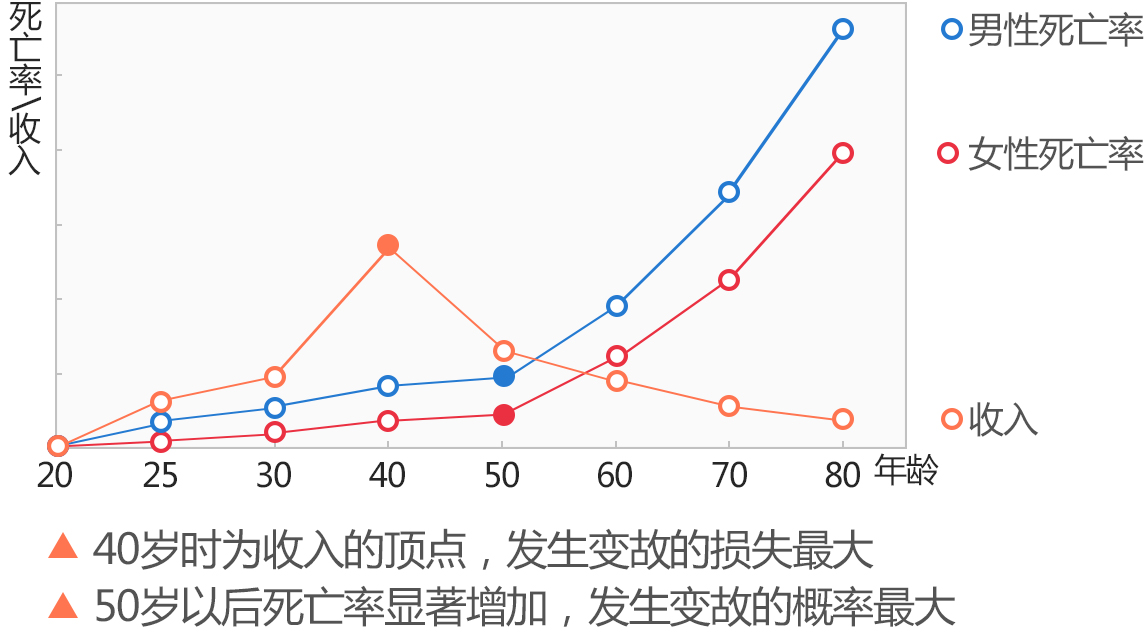 死亡率/收入
男性死亡率
女性死亡率
收入
20 25 30 40 50 60 70 80 年龄
40岁时为收入的顶点，发生变故的损失最大
50岁以后死亡率显著增加，发生变故的概率最大